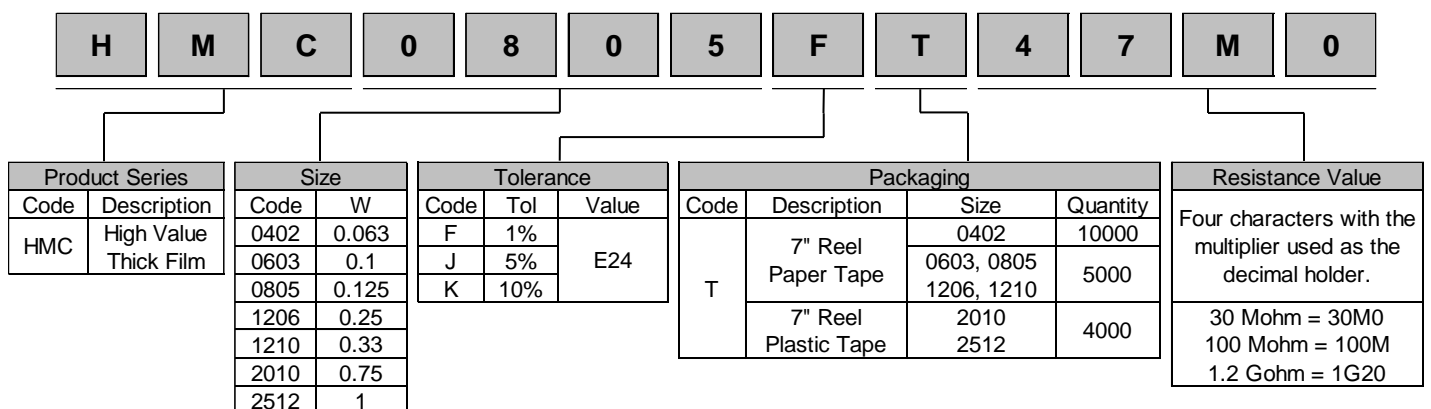 H M C 0 8 0 5 F T 4 7 M 0
Product Series
Code Description
HMC High Value Thick Film
Size
Code W
0402 0.063
0603 0.1
0805 0.125
1206 0.25
1210 0.33
2010 0.75
2512 1
Tolerance
Code Tol Value
F 1% E24
J 5%
K 10%
Packaging
Code Description Size Quantity
T
7" Reel
Paper Tape
0402 10000
0603, 0805
1206, 1210
5000
7" Reel
Plastic Tape
2010
2512
4000
Resistance Value
Four characters with the
multiplier used as the
decimal holder.
30 Mohm = 30M0
100 Mohm = 100M
1.2 Gohm = 1G20